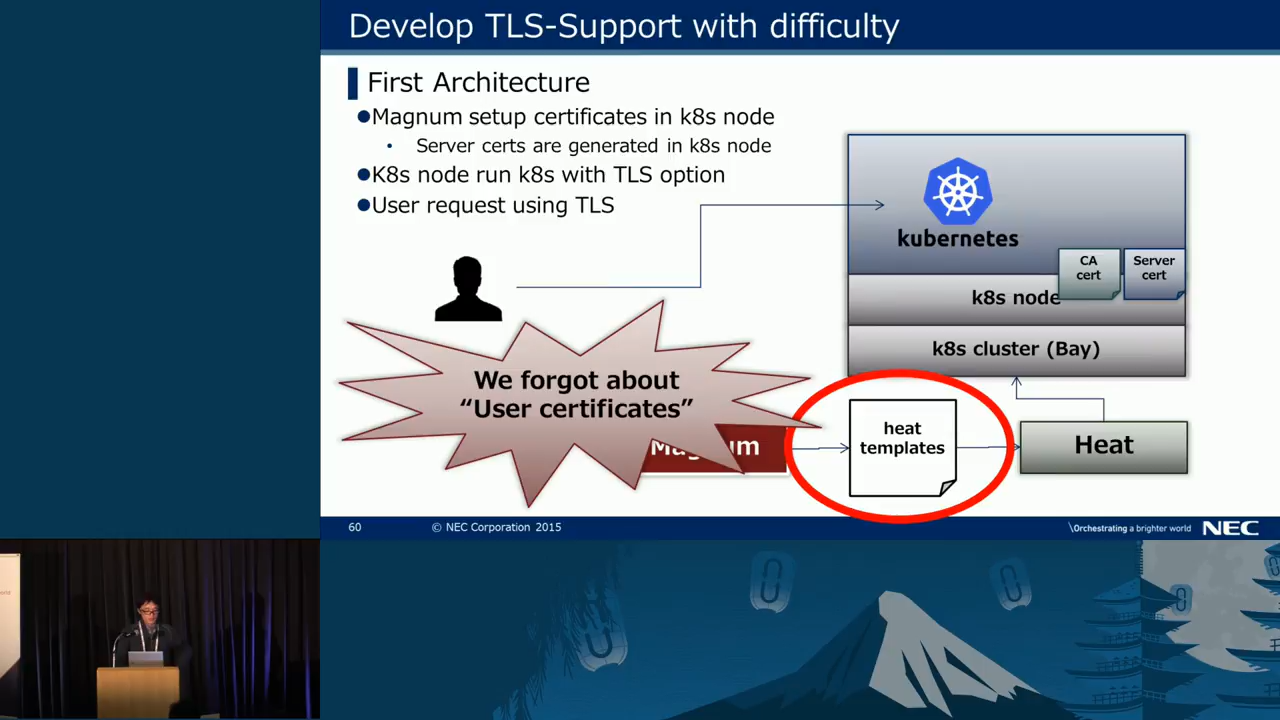 Develop TLS-Support with difficulty
First Architecture
●Magnum setup certificates in k8s node
• Server certs are generated in k8s node
●K8s node run k8s with TLS option
●User request using TLS
kubernetes
CA
cert
Server
cert
k8s node
k8s cluster (Bay)
We forgot about
“User certificates”
heat
templates
Heat
60
© NEC Corporation 2015
\Orchestrating a brighter world
NEC